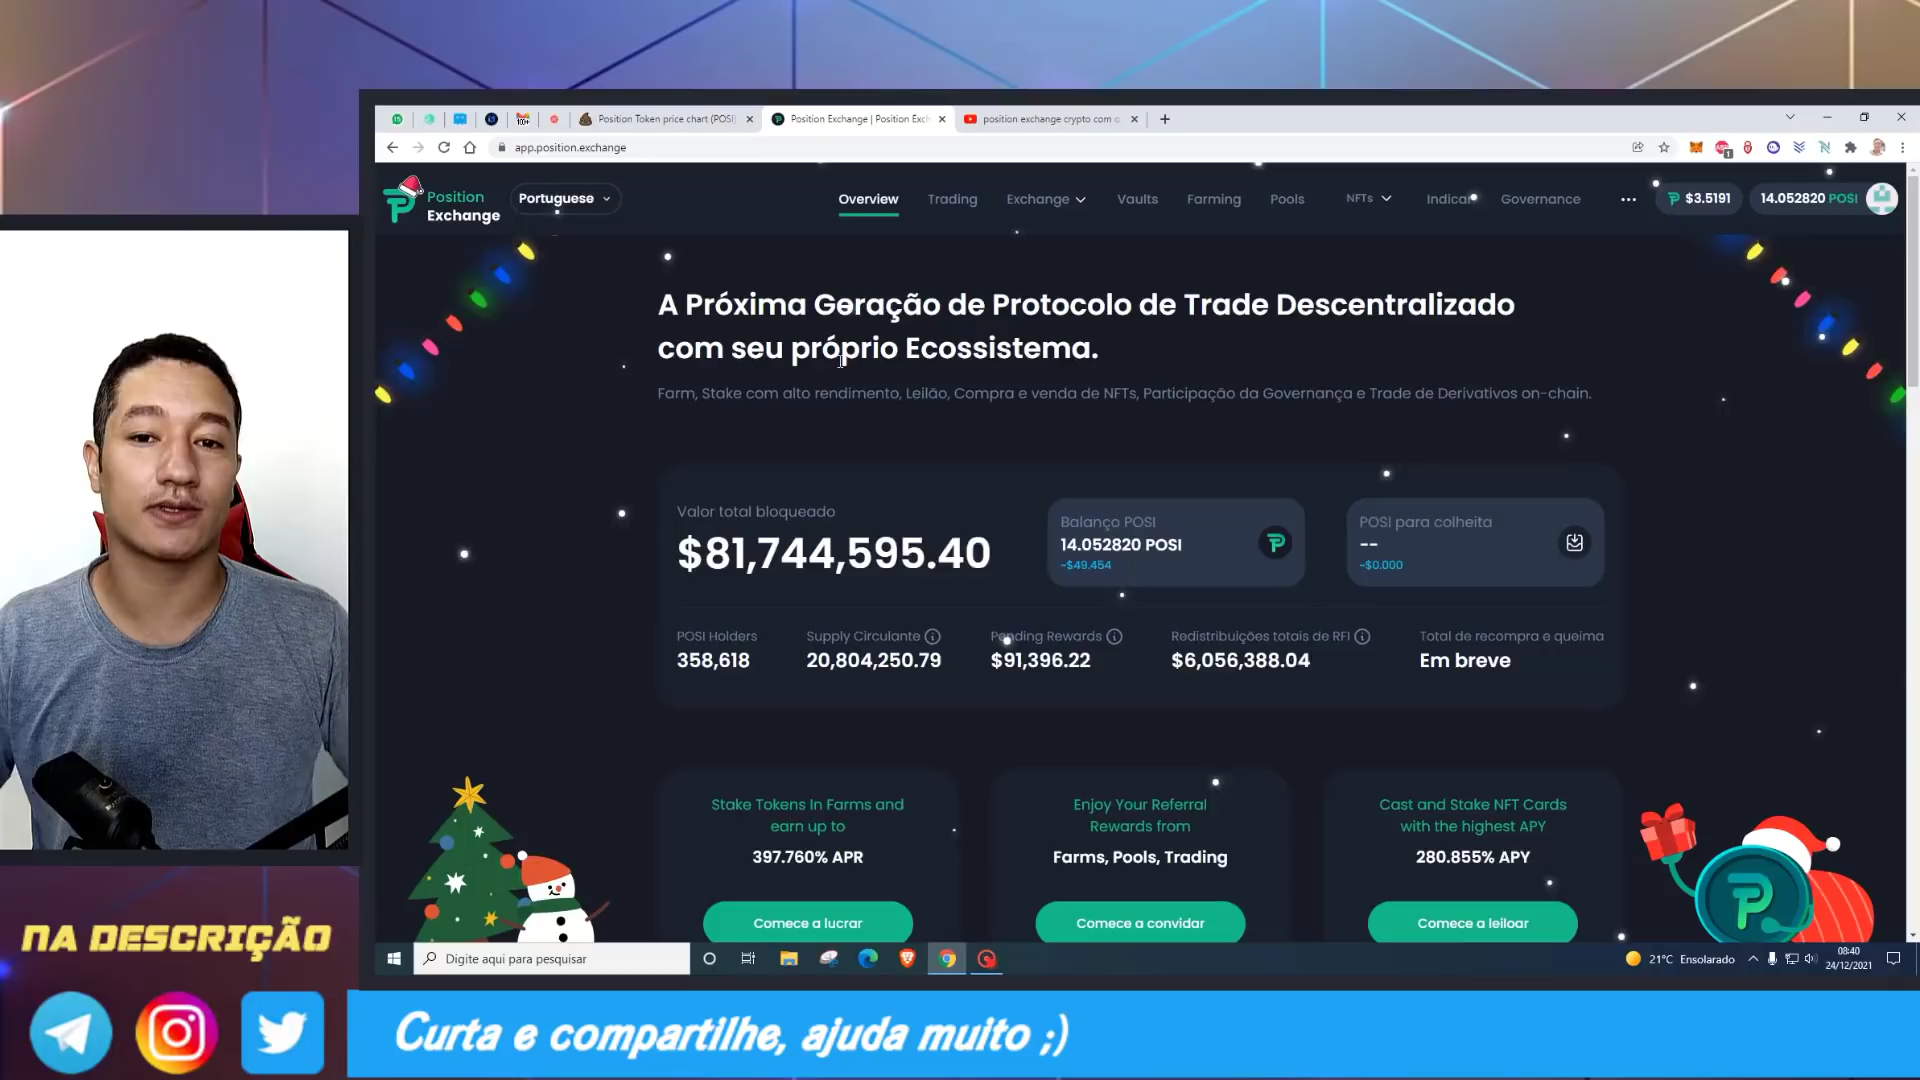 100+
Position Token price chart (POSI
Position Exchange | Position Exc
position exchange crypto com o
app.position.exchange
1
Position
Exchange
Portuguese
Overview
Trading
Exchange
Vaults
Farming
Pools
NFTs
Indicar
Governance
$3.5191
14.052820 POSI
A Próxima Geração de Protocolo de Trade Descentralizado
com seu próprio Ecossistema.
Farm, Stake com alto rendimento, Leilão, Compra e venda de NFTs, Participação da Governança e Trade de Derivativos on-chain.
Valor total bloqueado
$81,744,595.40
Balanço POSI
14.052820 POSI
~$49.454
POSI para colheita
--
~$0.000
POSI Holders
358,618
Supply Circulante
20,804,250.79
Pending Rewards
$91,396.22
Redistribuições totais de RFI
$6,056,388.04
Total de recompra e queima
Em breve
Stake Tokens In Farms and
earn up to
397.760% APR
Comece a lucrar
Enjoy Your Referral
Rewards from
Farms, Pools, Trading
Comece a convidar
Cast and Stake NFT Cards
with the highest APY
280.855% APY
Comece a leiloar
Digite aqui para pesquisar
21°C Ensolarado
08:40
24/12/2021
NA DESCRIÇÃO
Curta e compartilhe, ajuda muito ;)